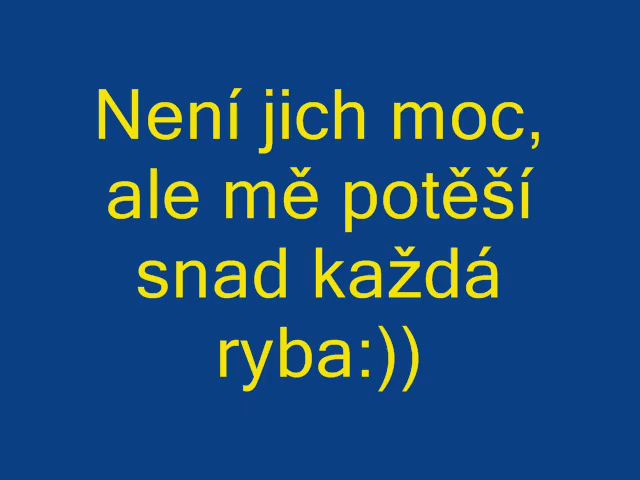 Není jich moc,
ale mě potěší
snad každá
ryba:))